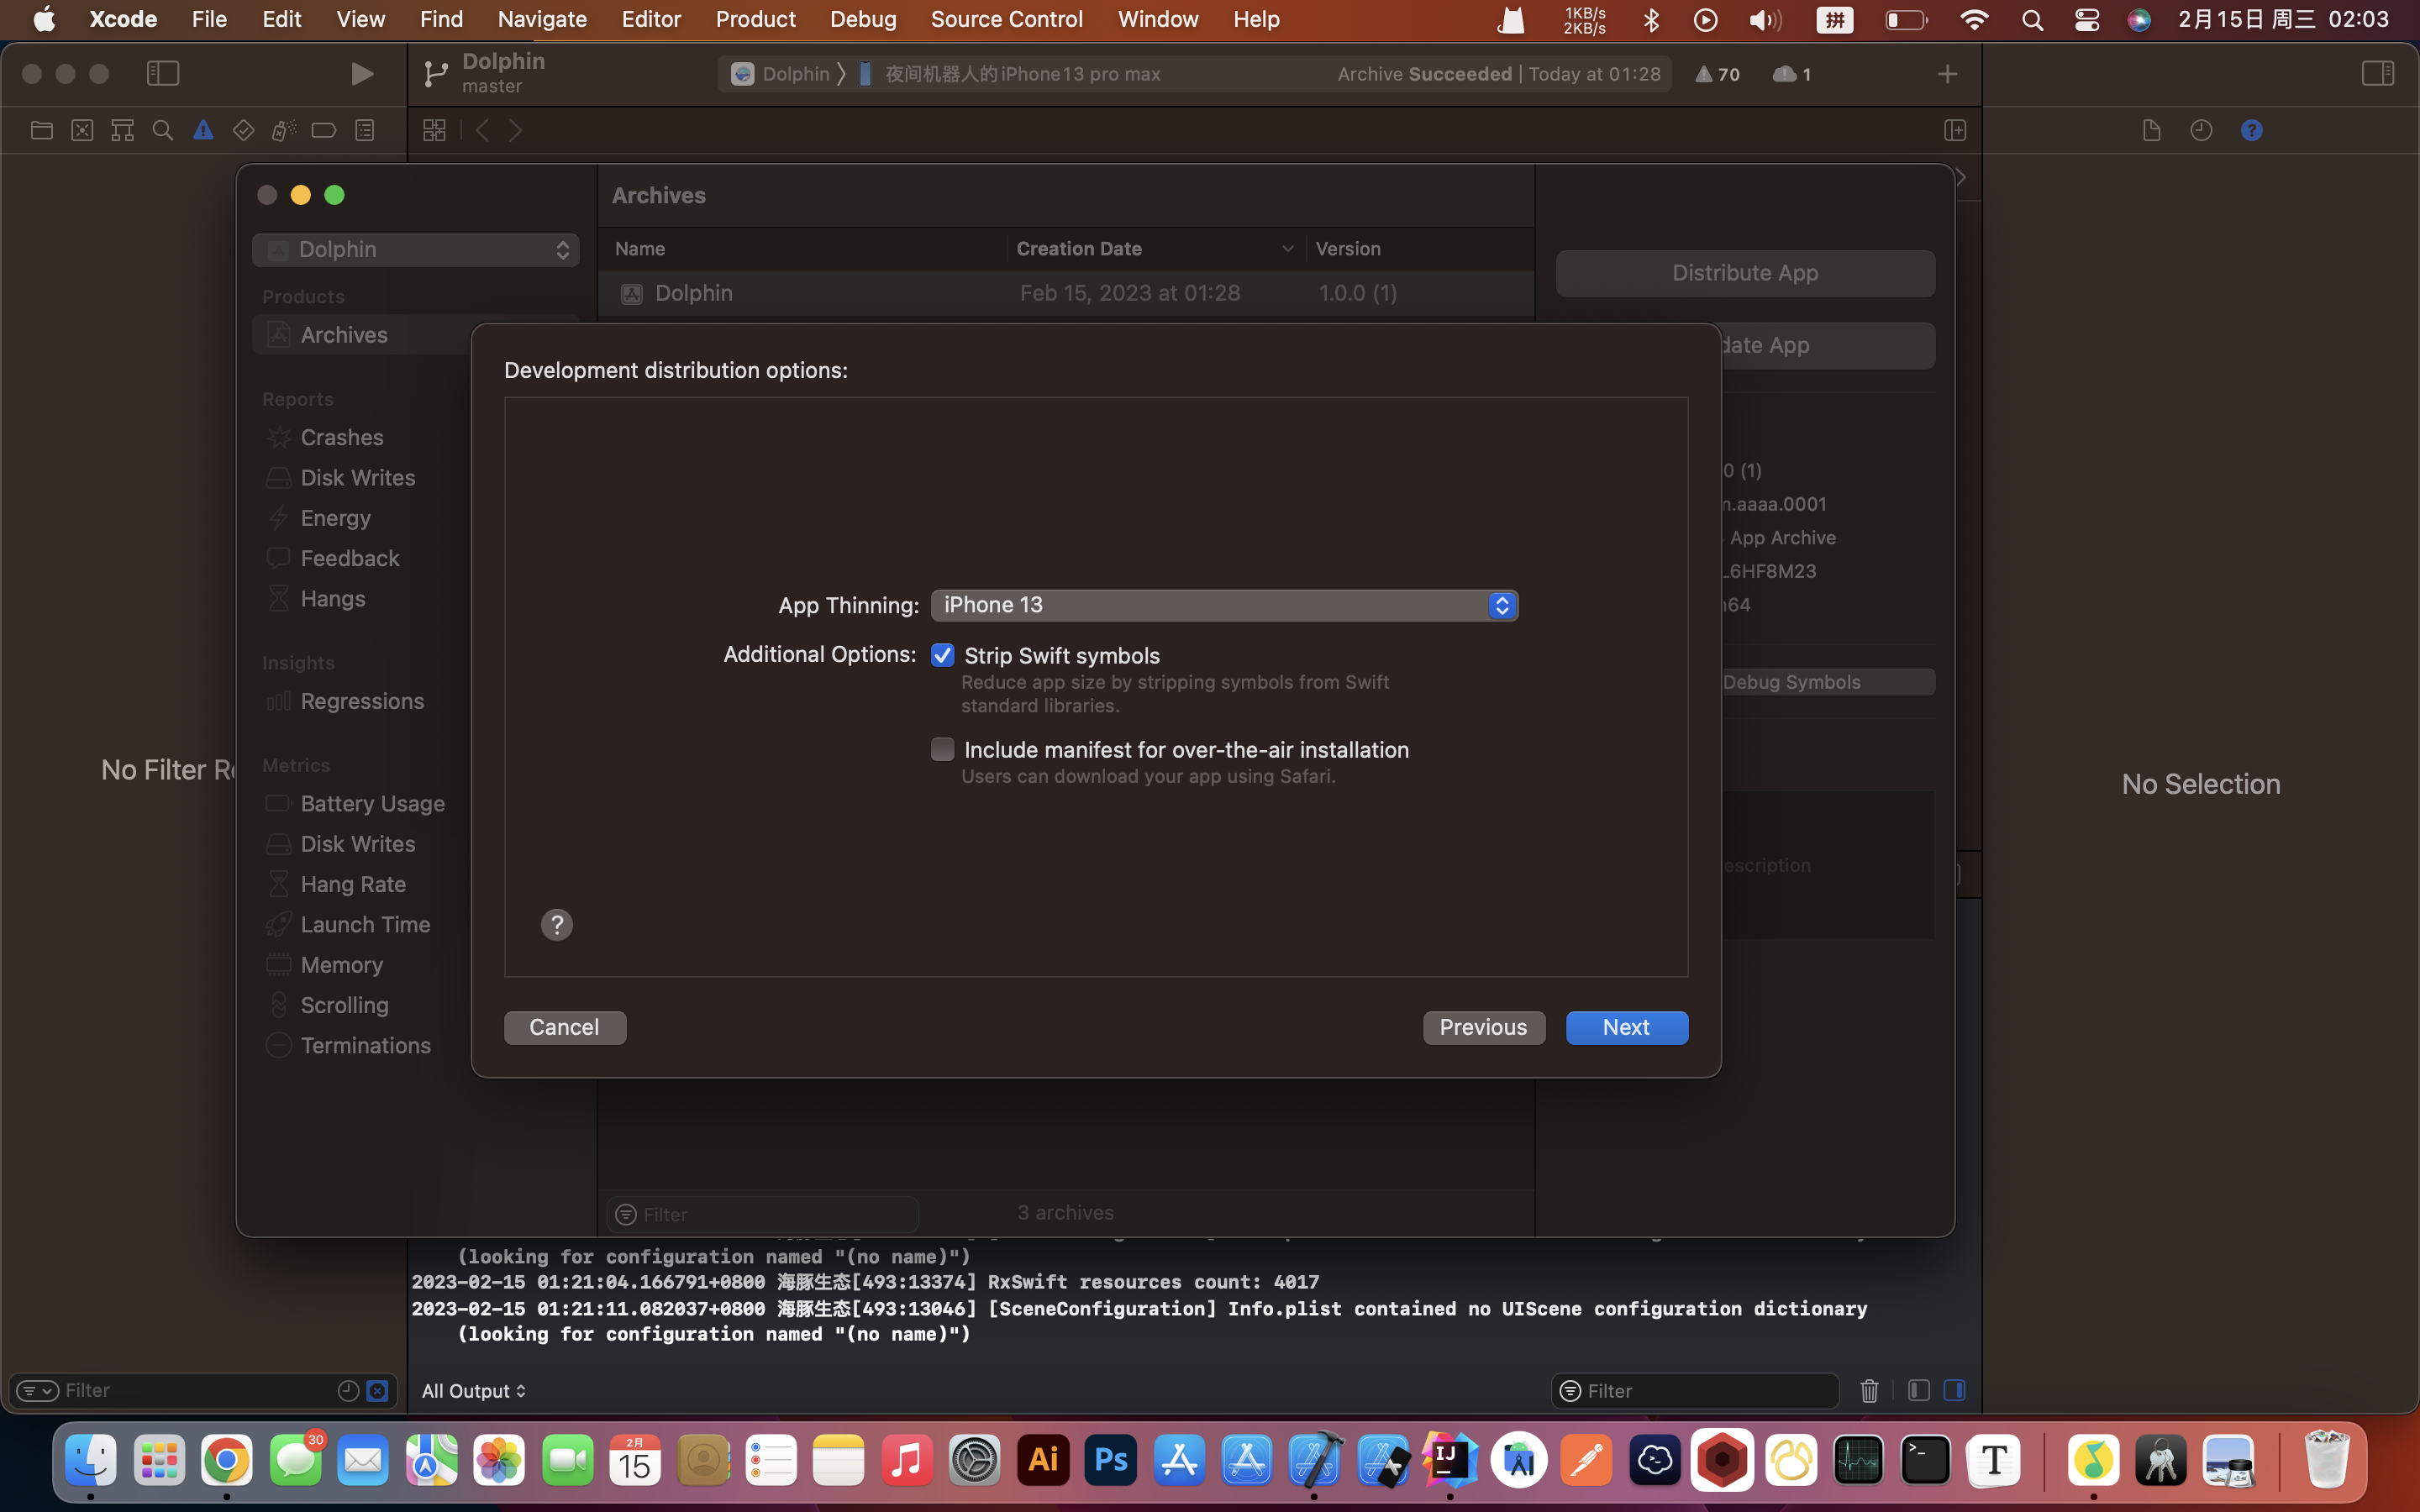 Xcode File Edit View Find Navigate Editor Product Debug Source Control Window Help 1KB/s 2KB/s 拼 2月15日 周三 02:03
Dolphin
master
Dolphin 夜间机器人的iPhone13 pro max Archive Succeeded | Today at 01:28 70 1
Archives
Dolphin
Name Creation Date Version
Products
Dolphin Feb 15, 2023 at 01:28 1.0.0 (1)
Distribute App
Archives
date App
Development distribution options:
Reports
Crashes
Disk Writes
0 (1)
Energy
.aaaa.0001
App Archive
Feedback
L6HF8M23
Hangs
App Thinning: iPhone 13
64
Additional Options: Strip Swift symbols
Reduce app size by stripping symbols from Swift
standard libraries.
Debug Symbols
Insights
Regressions
Include manifest for over-the-air installation
Users can download your app using Safari.
No Filter Re
Metrics
No Selection
Battery Usage
Disk Writes
escription
Hang Rate
Launch Time
?
Memory
Scrolling
Cancel Previous Next
Terminations
Filter 3 archives
(looking for configuration named "(no name)")
2023-02-15 01:21:04.166791+0800 海豚生态[493:13374] RxSwift resources count: 4017
2023-02-15 01:21:11.082037+0800 海豚生态[493:13046] [SceneConfiguration] Info.plist contained no UIScene configuration dictionary
(looking for configuration named "(no name)")
Filter All Output Filter
30
2月
15
Ai
Ps
IJ
T